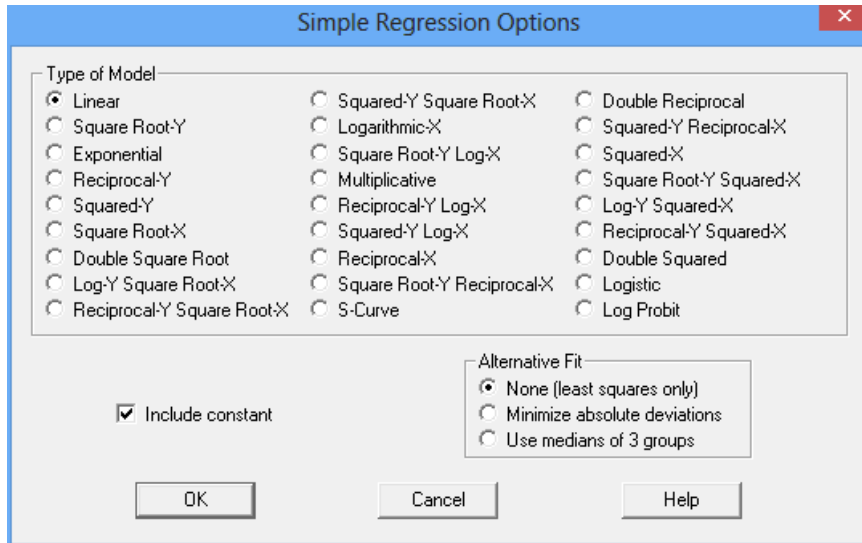 Simple Regression Options
Type of Model
Linear
Square Root-Y
Exponential
Reciprocal-Y
Squared-Y
Square Root-X
Double Square Root
Log-Y Square Root-X
Reciprocal-Y Square Root-X
Squared-Y Square Root-X
Logarithmic-X
Square Root-Y Log-X
Multiplicative
Reciprocal-Y Log-X
Squared-Y Log-X
Reciprocal-X
Square Root-Y Reciprocal-X
S-Curve
Double Reciprocal
Squared-Y Reciprocal-X
Squared-X
Square Root-Y Squared-X
Log-Y Squared-X
Reciprocal-Y Squared-X
Double Squared
Logistic
Log Probit
Include constant
Alternative Fit
None (least squares only)
Minimize absolute deviations
Use medians of 3 groups
OK
Cancel
Help